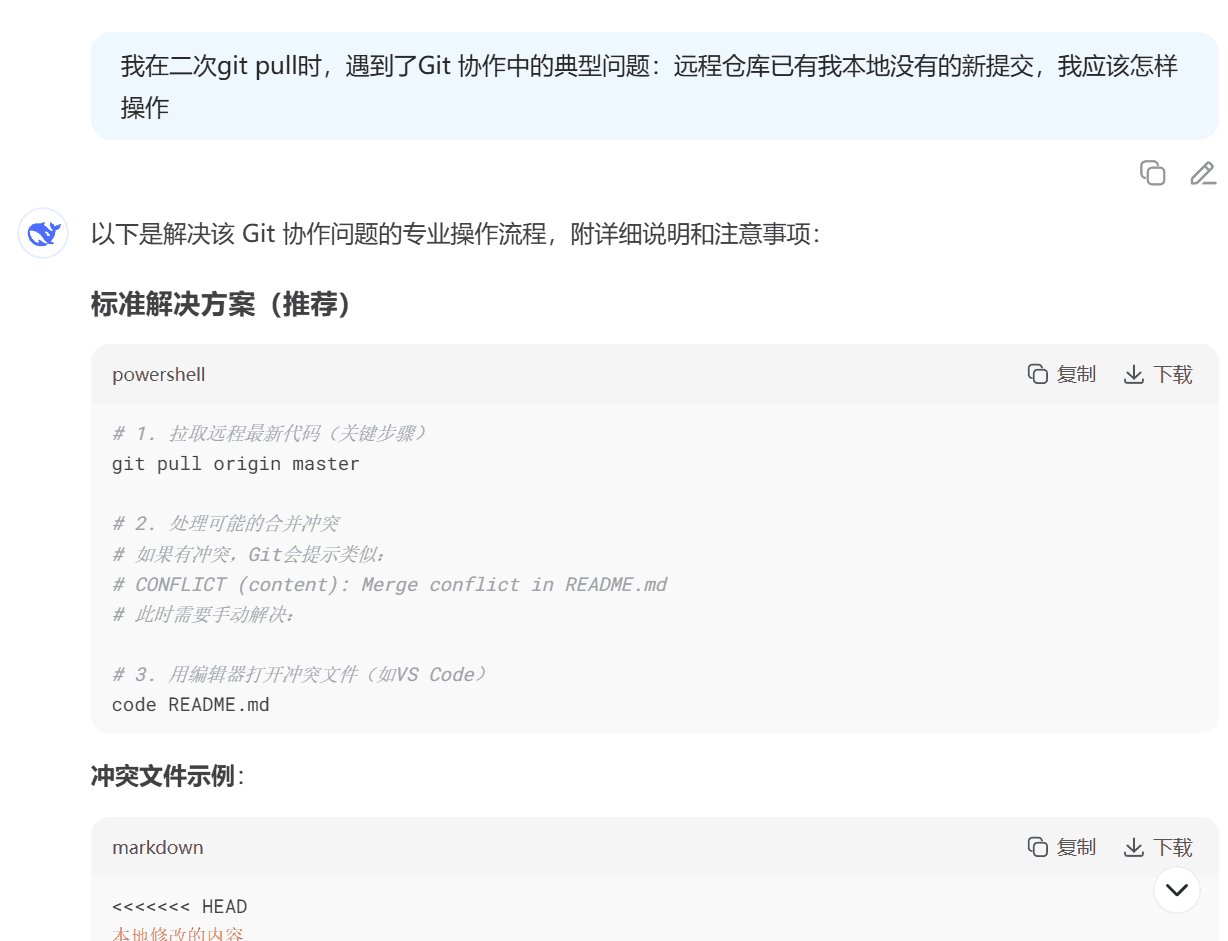 我在二次git pull时，遇到了Git 协作中的典型问题：远程仓库已有我本地没有的新提交，我应该怎样
操作
以下是解决该 Git 协作问题的专业操作流程，附详细说明和注意事项：
标准解决方案（推荐）
powershell 复制 下载
# 1. 拉取远程最新代码（关键步骤）
git pull origin master
# 2. 处理可能的合并冲突
# 如果有冲突，Git会提示类似：
# CONFLICT (content): Merge conflict in README.md
# 此时需要手动解决：
# 3. 用编辑器打开冲突文件（如VS Code）
code README.md
冲突文件示例：
markdown 复制 下载
<<<<<<< HEAD
本地修改的内容